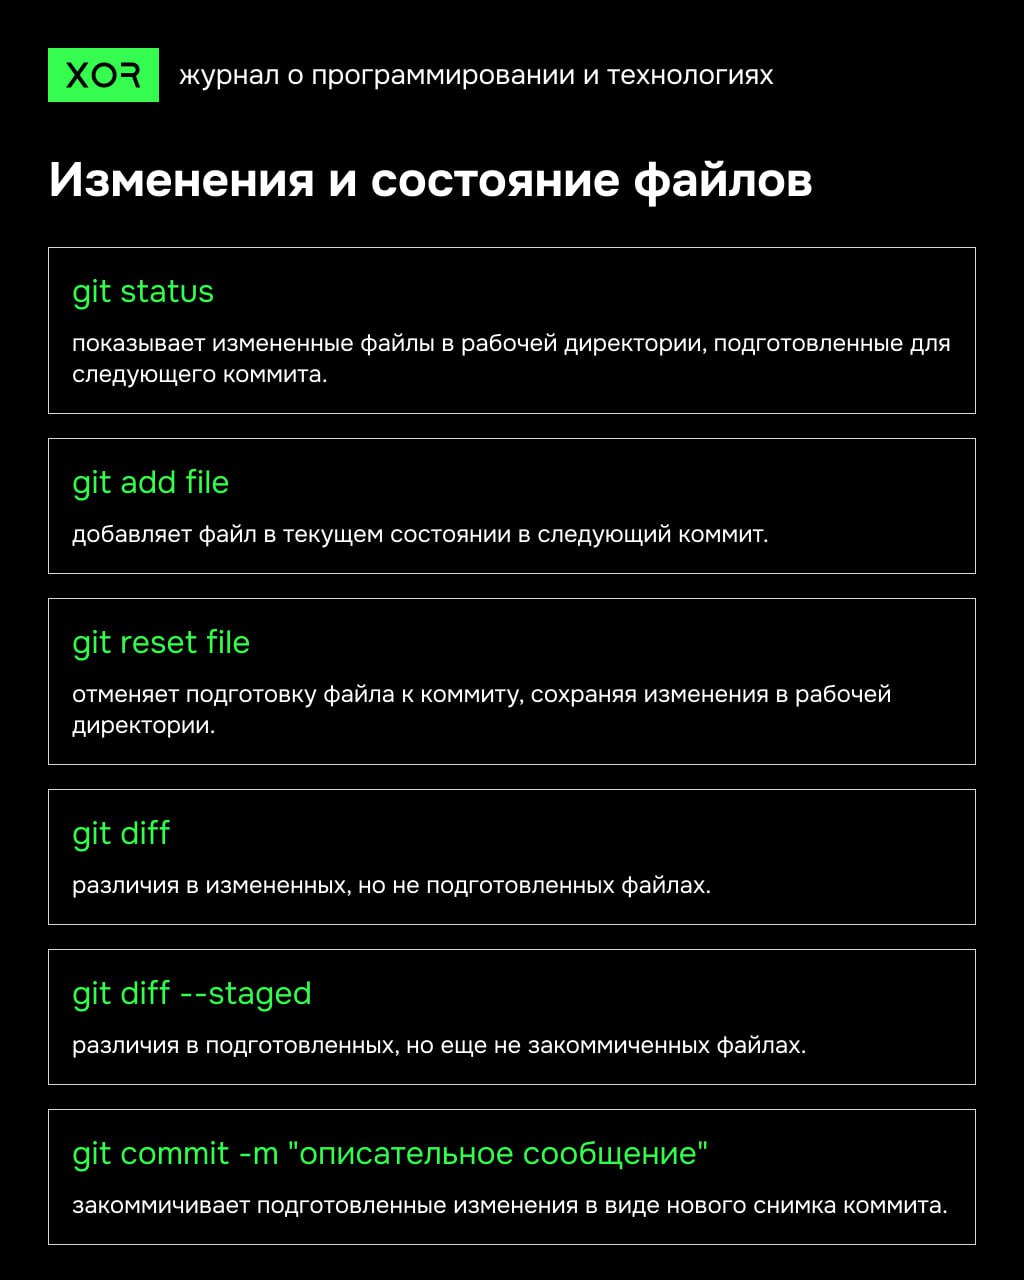 XOR журнал о программировании и технологиях
Изменения и состояние файлов
git status
показывает измененные файлы в рабочей директории, подготовленные для
следующего коммита.
git add file
добавляет файл в текущем состоянии в следующий коммит.
git reset file
отменяет подготовку файла к коммиту, сохраняя изменения в рабочей
директории.
git diff
различия в измененных, но не подготовленных файлах.
git diff --staged
различия в подготовленных, но еще не закоммиченных файлах.
git commit -m "описательное сообщение"
закоммичивает подготовленные изменения в виде нового снимка коммита.